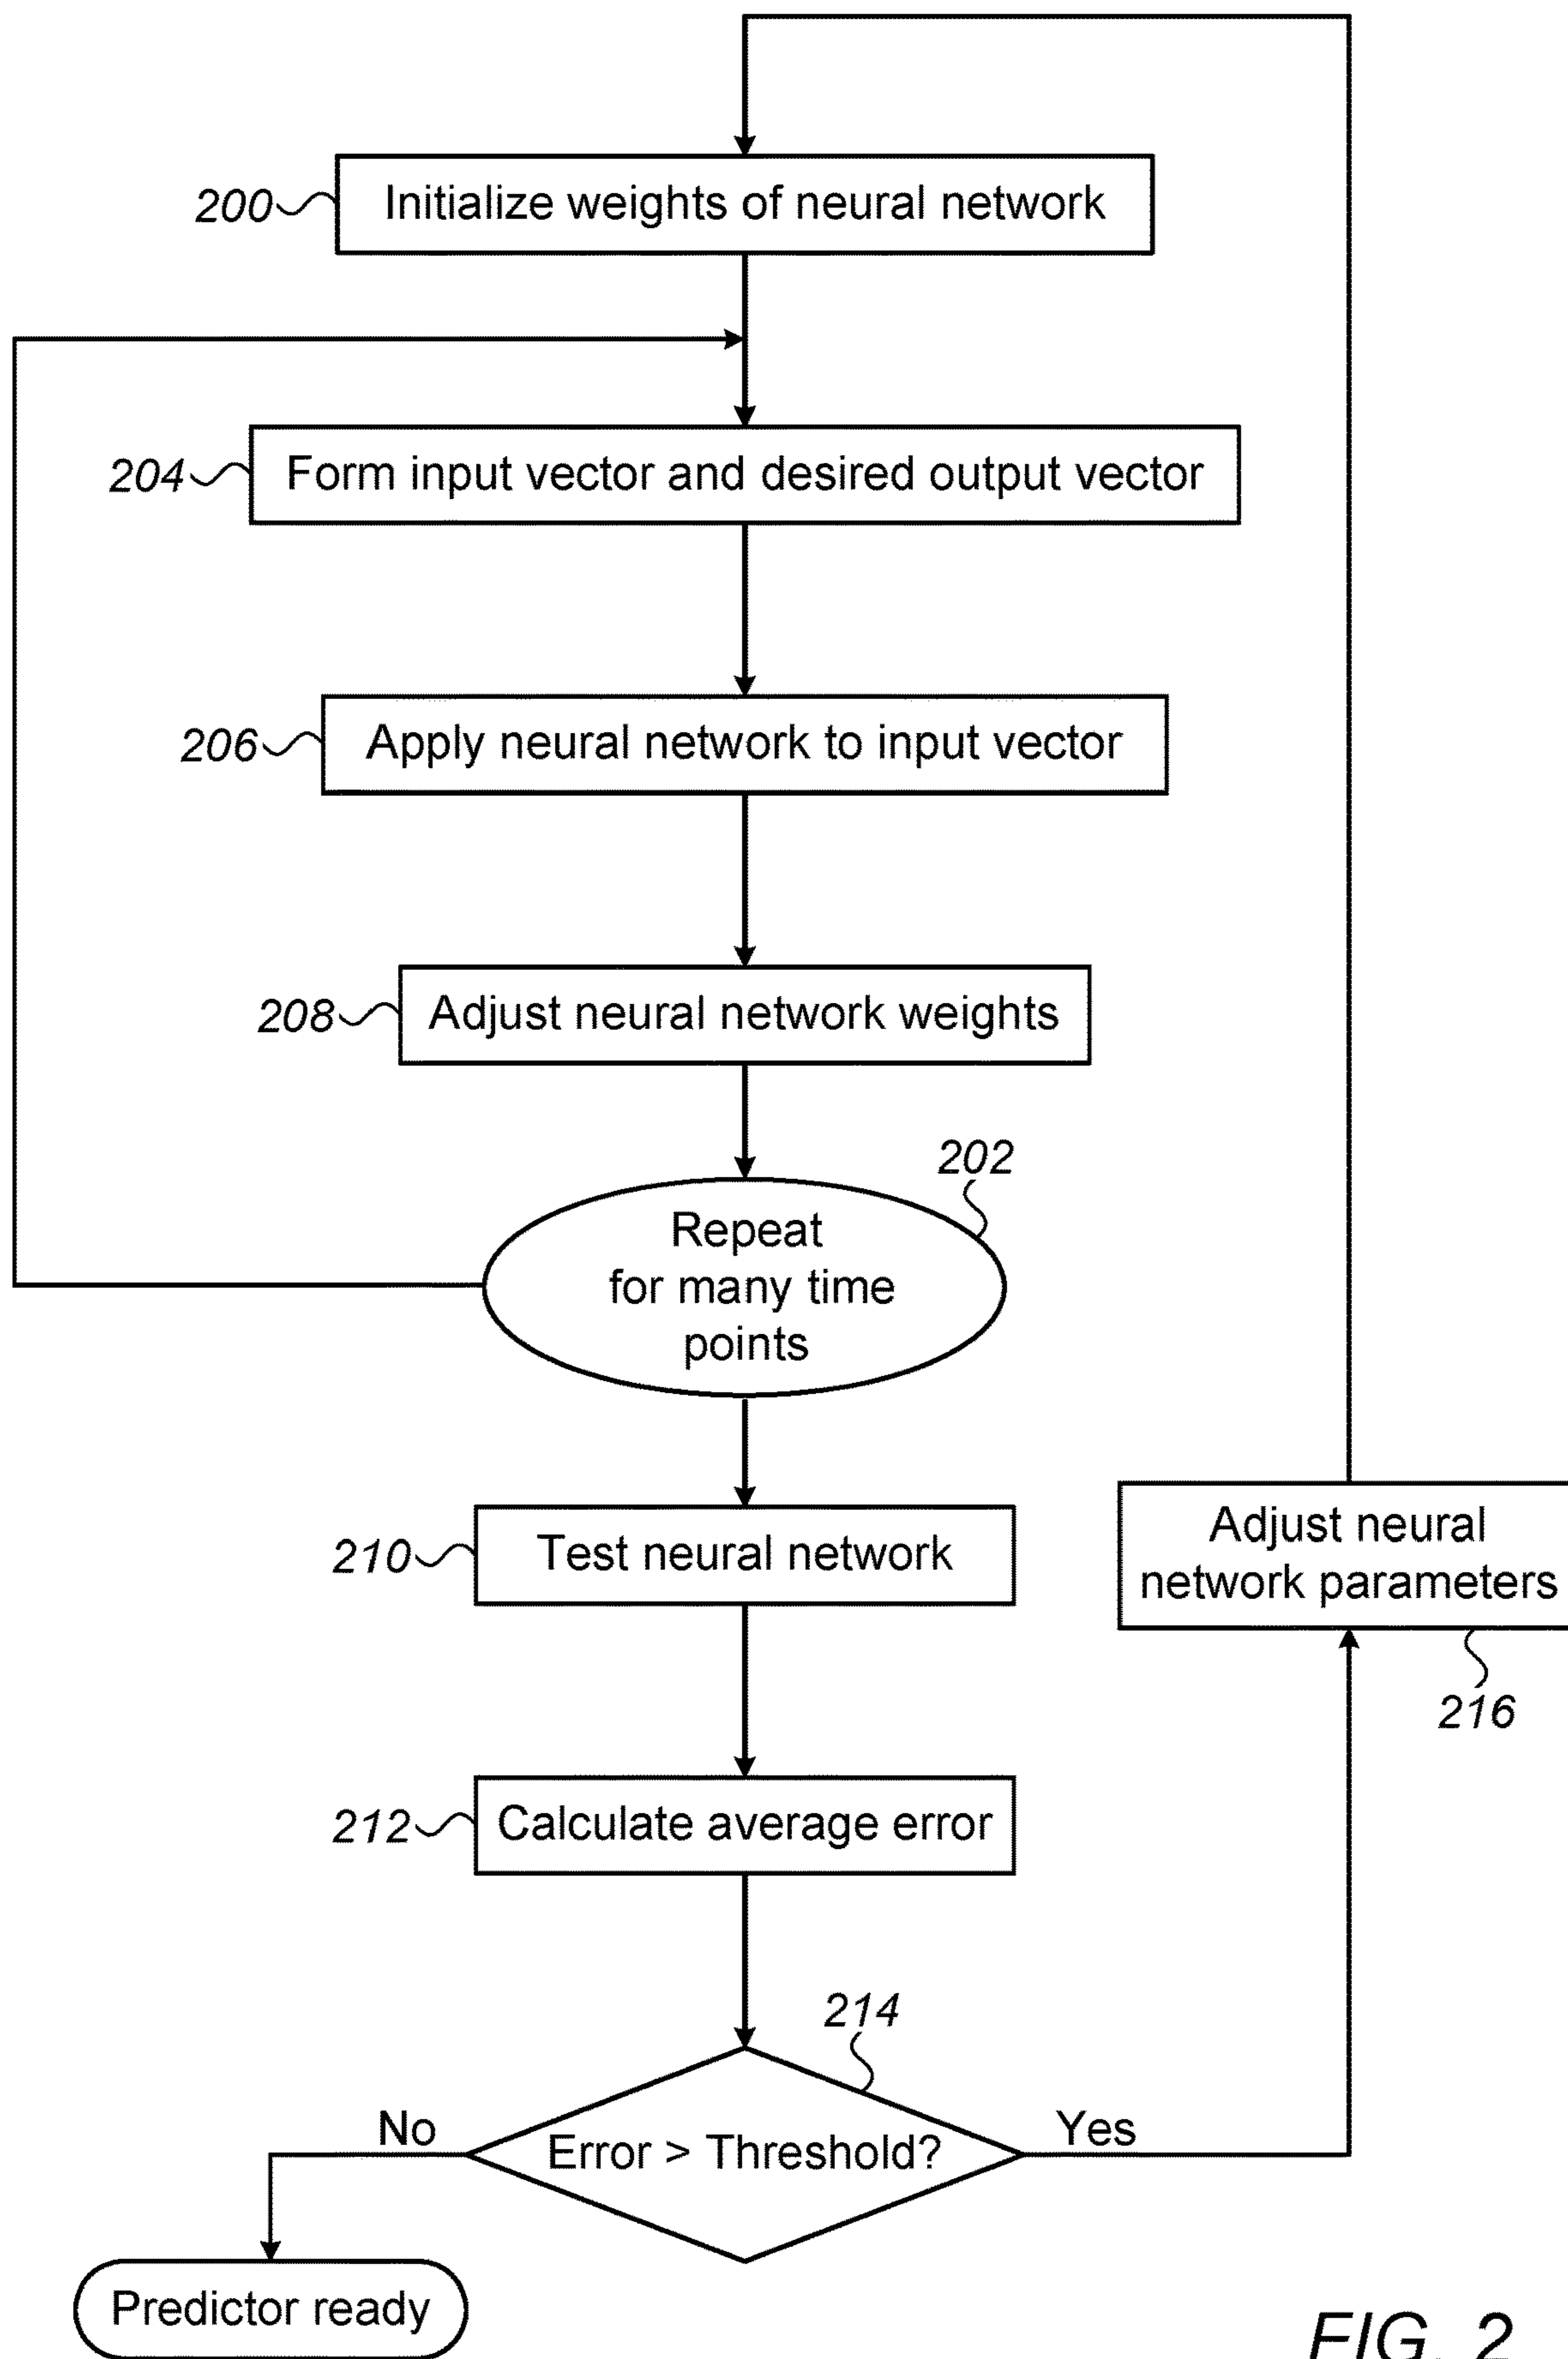 200
Initialize weights of neural network
204
Form input vector and desired output vector
206
Apply neural network to input vector
208
Adjust neural network weights
202
Repeat
for many time
points
210
Test neural network
Adjust neural
network parameters
216
212
Calculate average error
214
No
Error > Threshold?
Yes
Predictor ready
FIG. 2